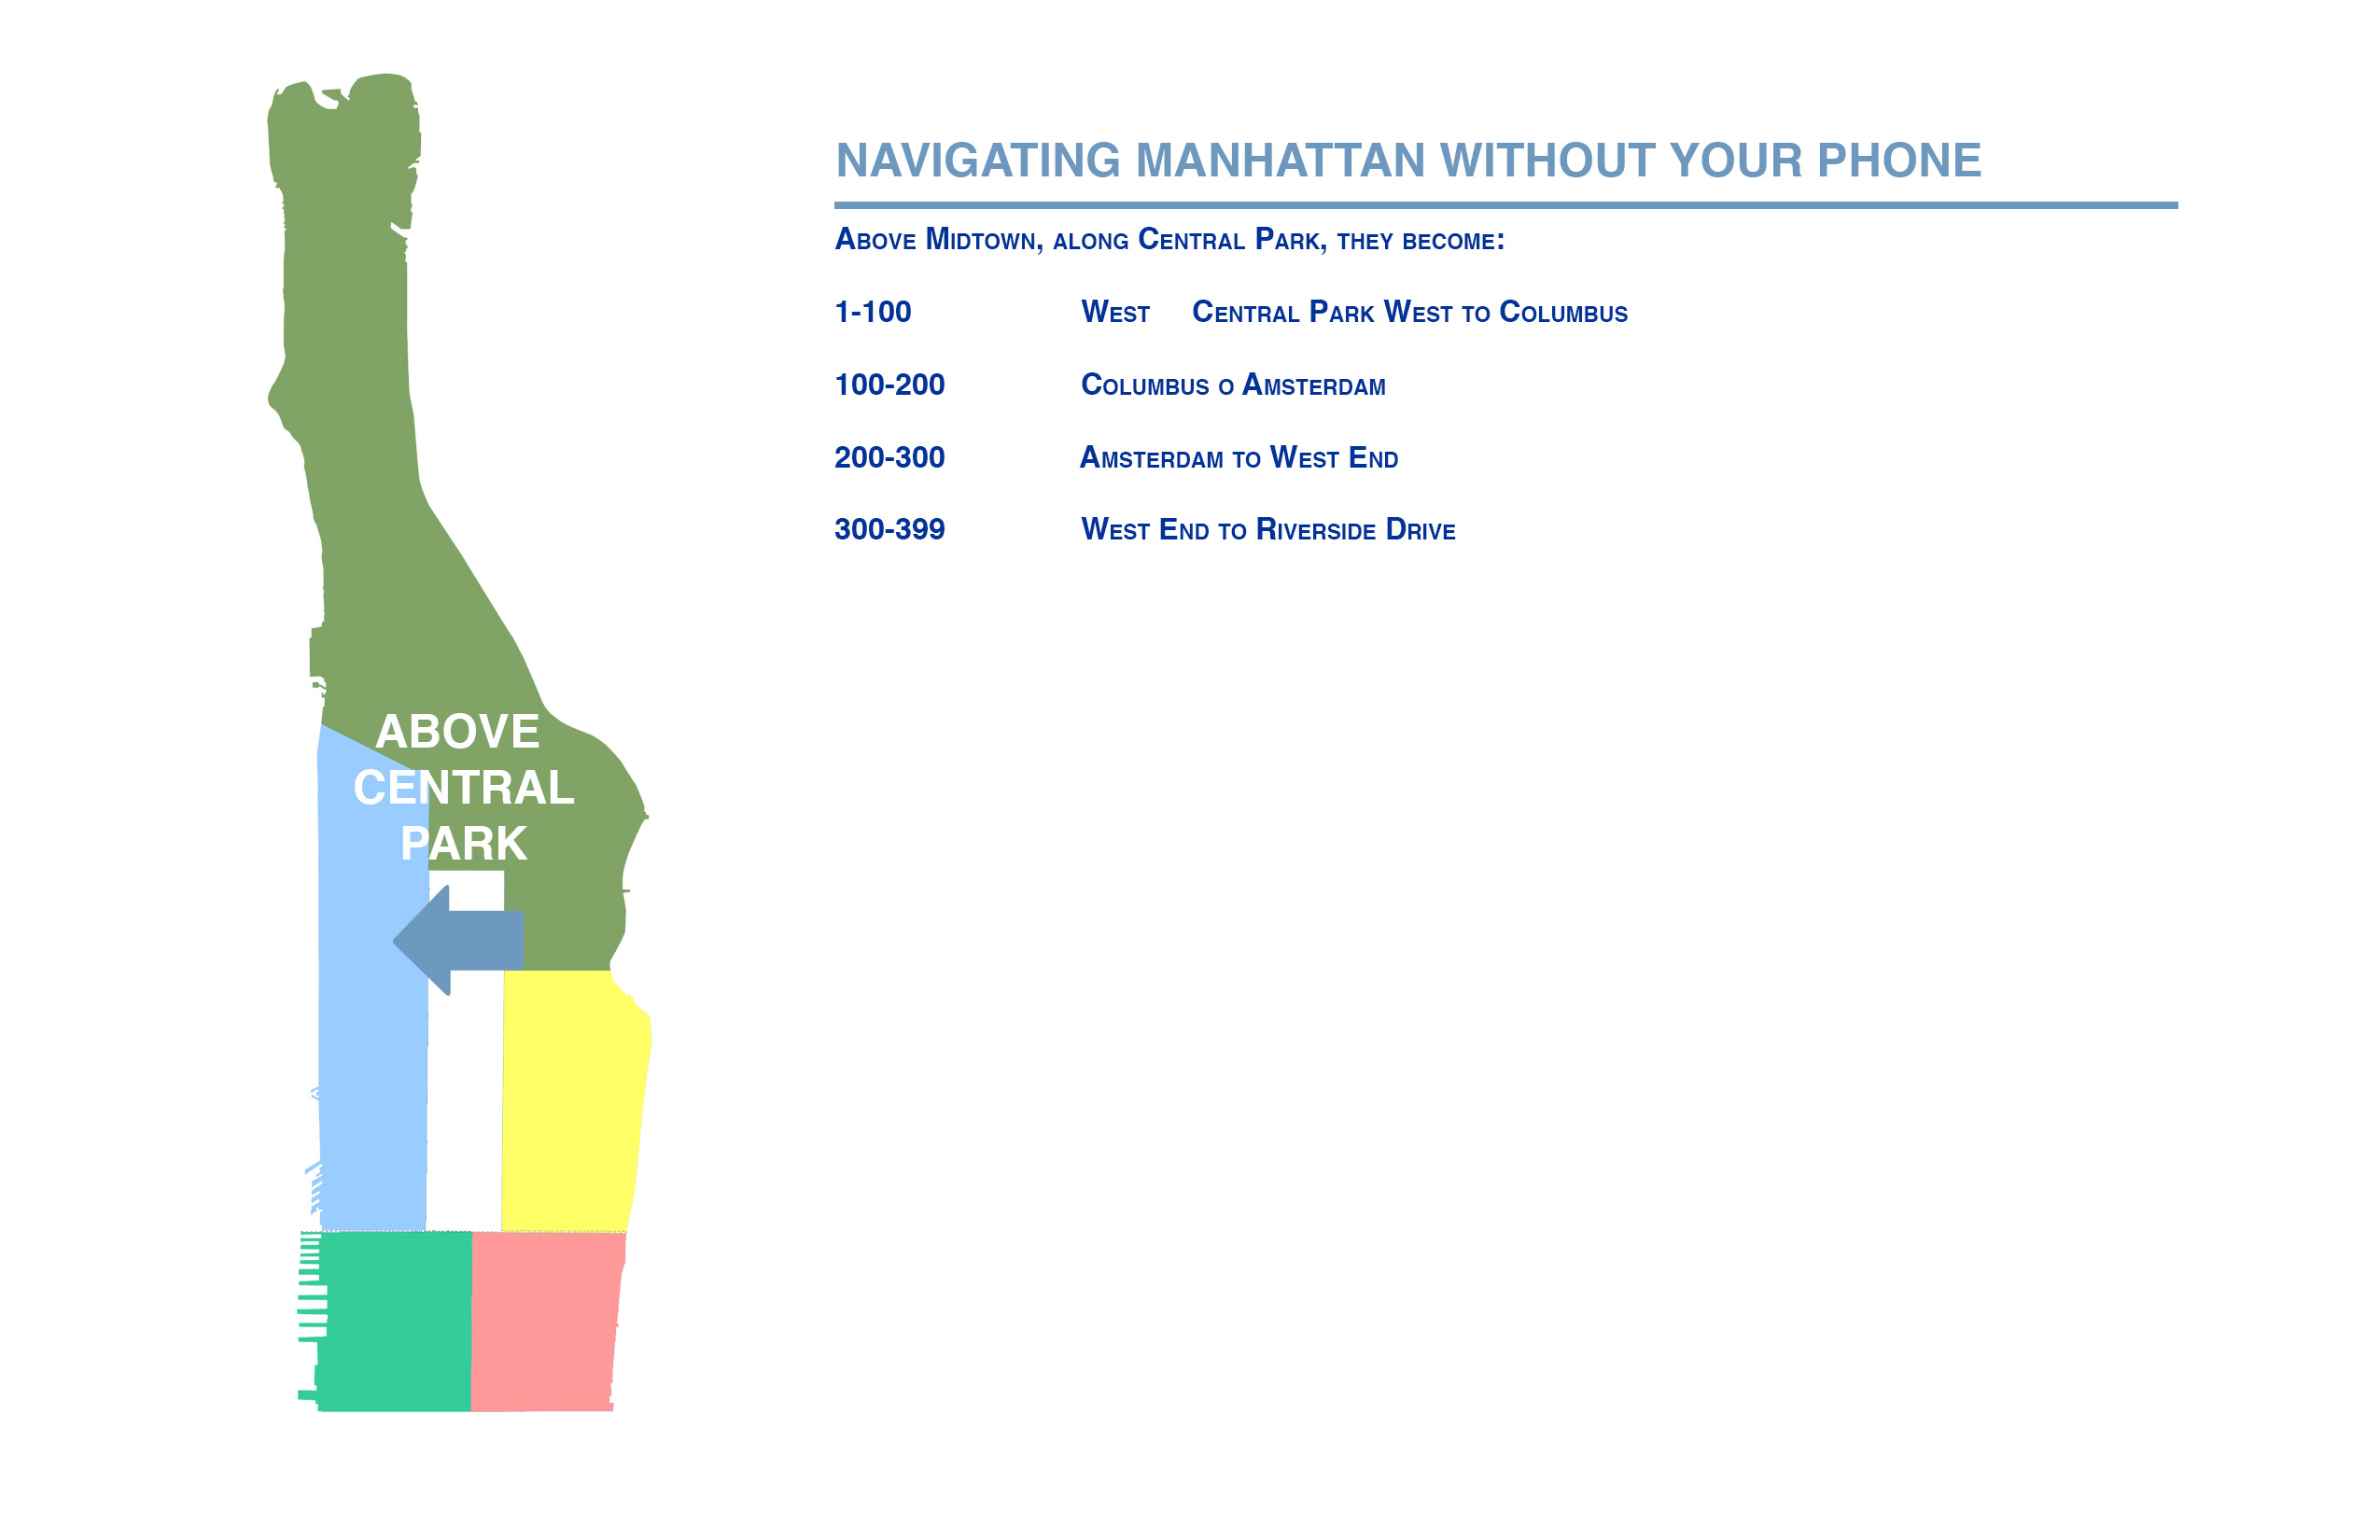 NAVIGATING MANHATTAN WITHOUT YOUR PHONE
Above Midtown, along Central Park, they become:
1-100 West Central Park West to Columbus
100-200 Columbus o Amsterdam
200-300 Amsterdam to West End
300-399 West End to Riverside Drive
ABOVE
CENTRAL
PARK